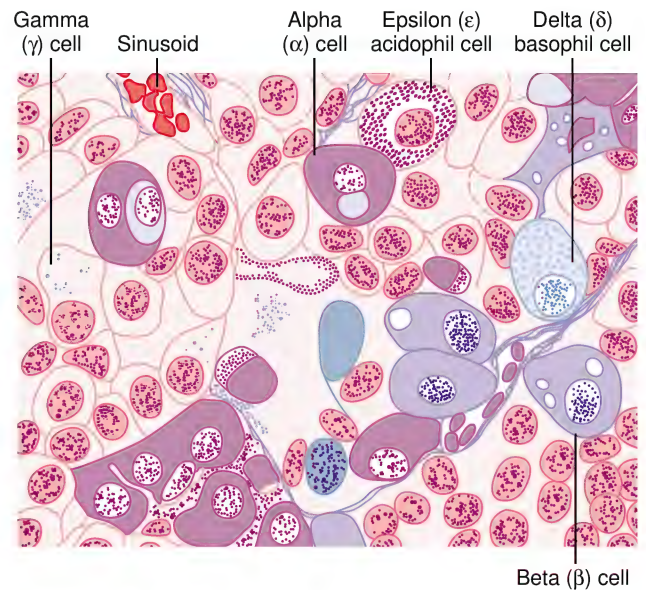 Gamma
(γ) cell
Sinusoid
Alpha
(α) cell
Epsilon (ε)
acidophil cell
Delta (δ)
basophil cell
Beta (β) cell